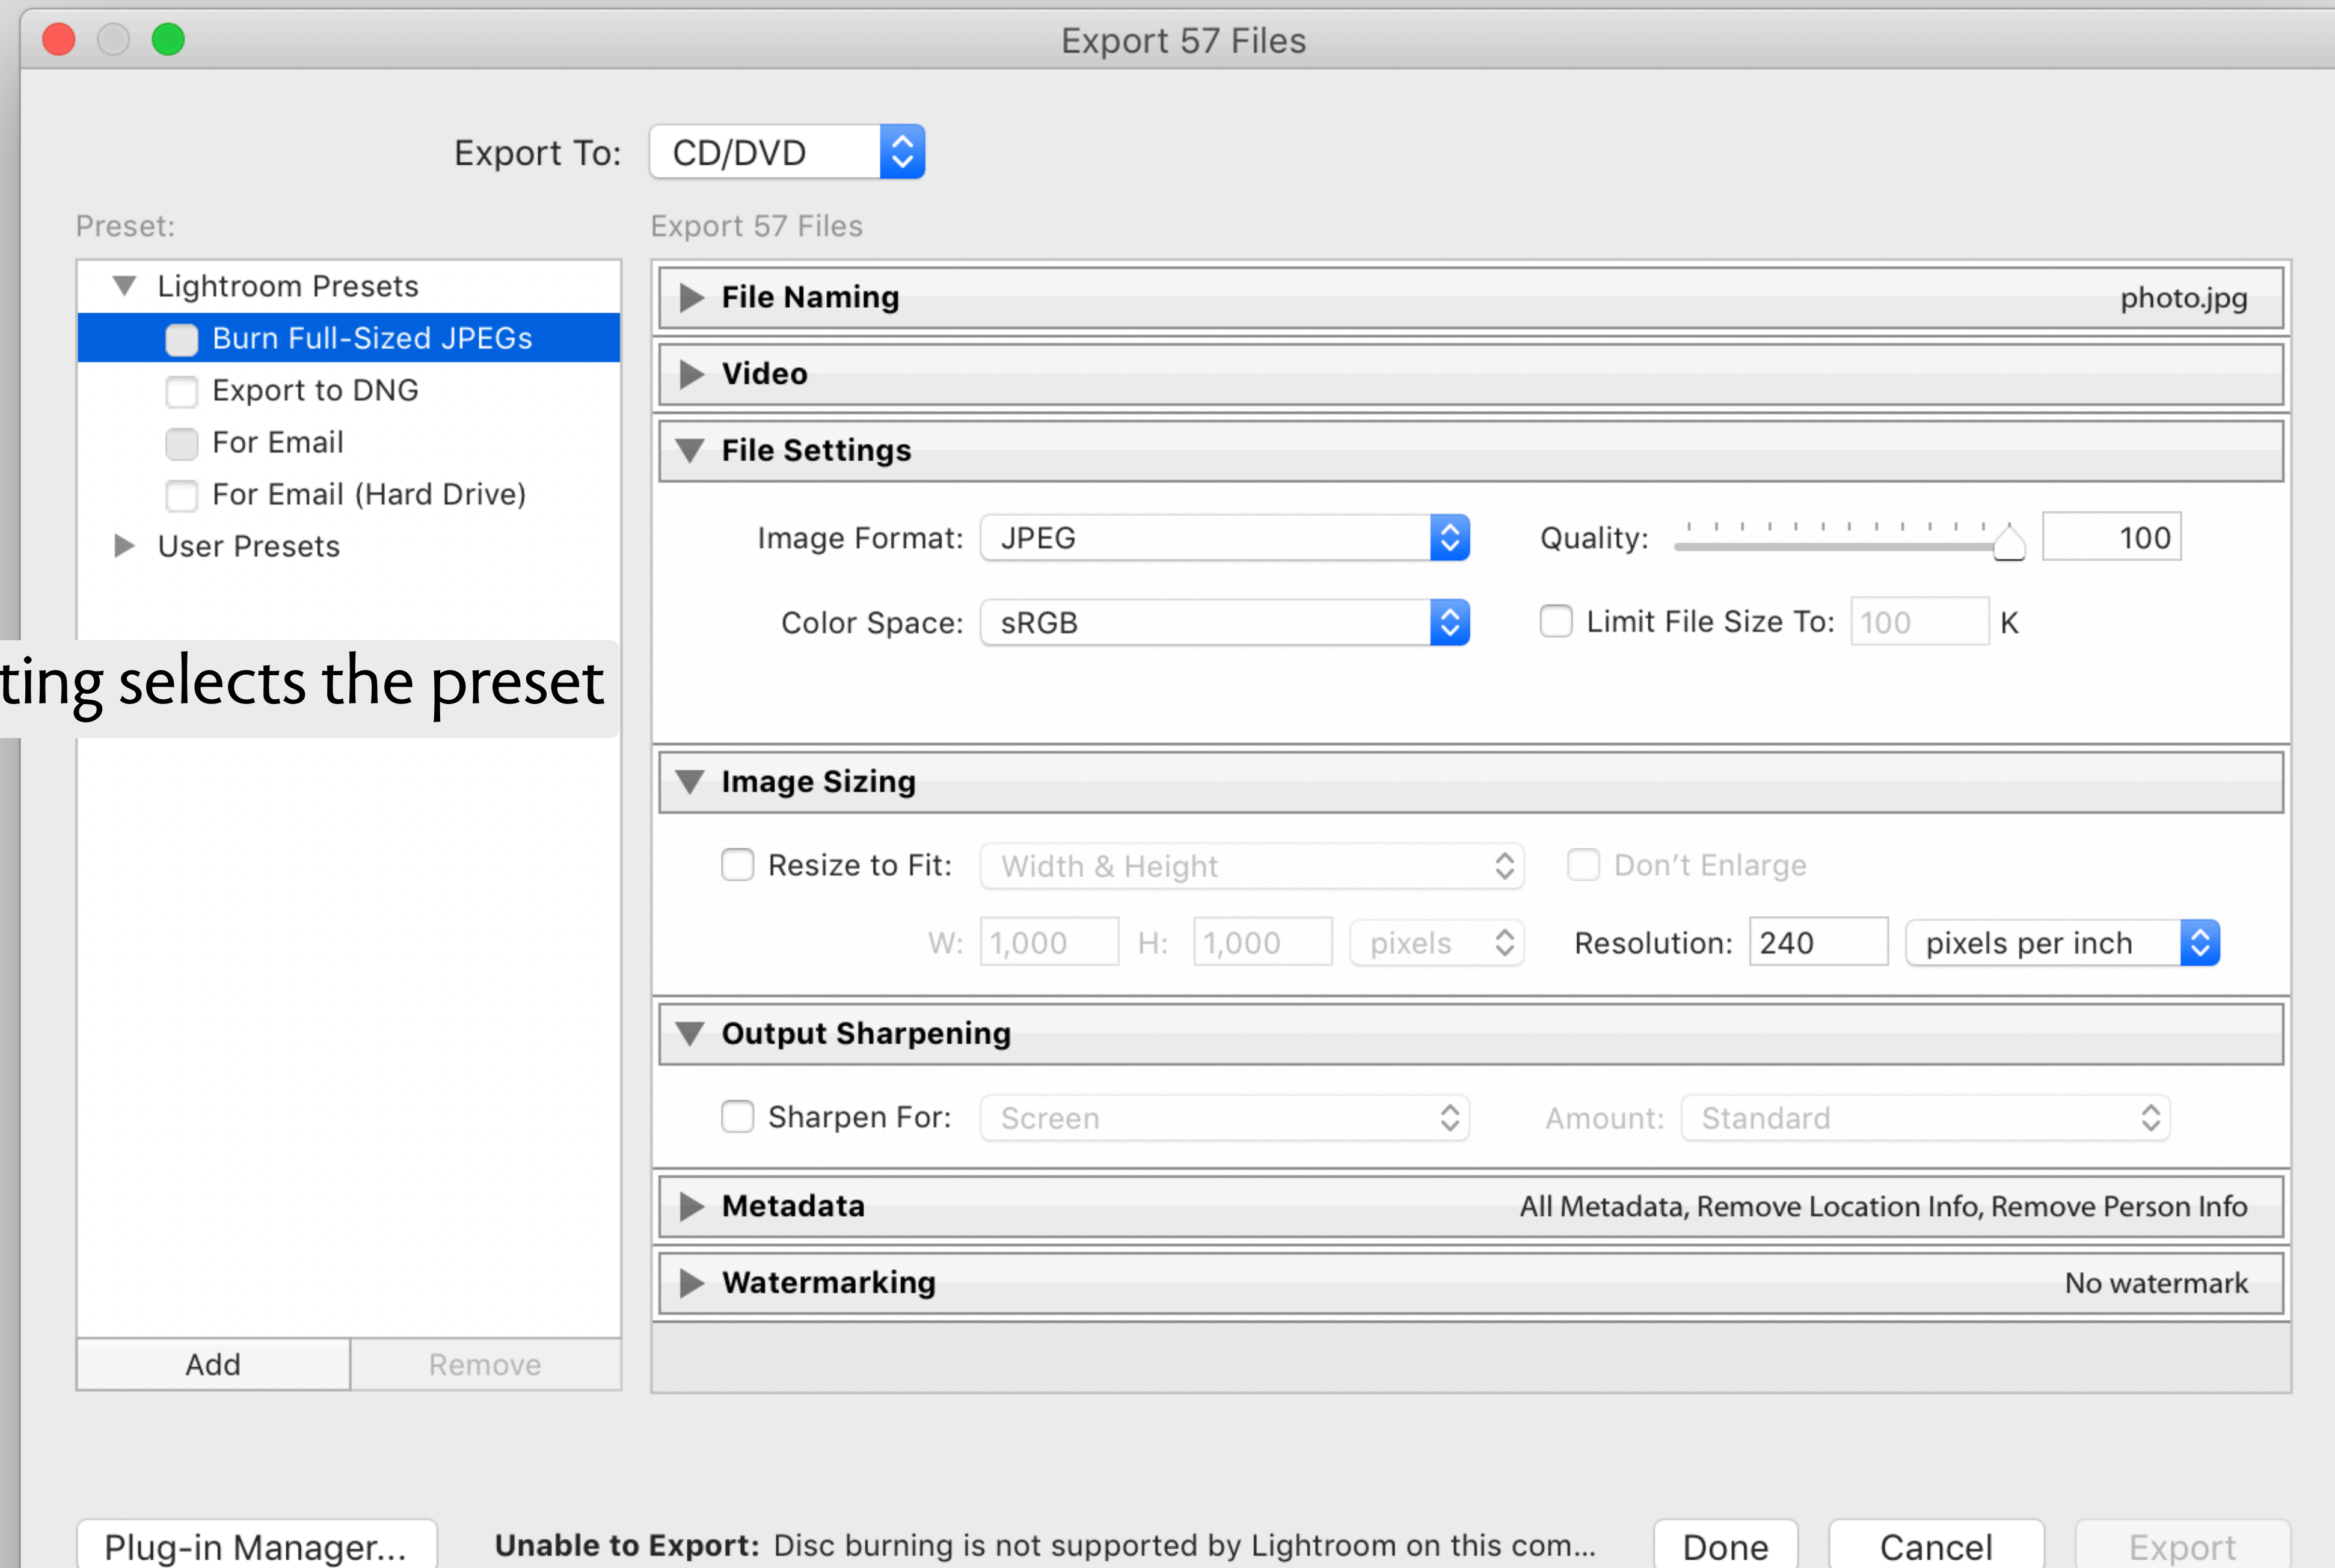 Export 57 Files
Export To: CD/DVD
Preset:
Export 57 Files
Lightroom Presets
Burn Full-Sized JPEGs
Export to DNG
For Email
For Email (Hard Drive)
User Presets
ting selects the preset
Add Remove
File Naming photo.jpg
Video
File Settings
Image Format: JPEG Quality: 100
Color Space: sRGB Limit File Size To: 100 K
Image Sizing
Resize to Fit: Width & Height Don't Enlarge
W: 1,000 H: 1,000 pixels Resolution: 240 pixels per inch
Output Sharpening
Sharpen For: Screen Amount: Standard
Metadata All Metadata, Remove Location Info, Remove Person Info
Watermarking No watermark
Plug-in Manager... Unable to Export: Disc burning is not supported by Lightroom on this com... Done Cancel Export